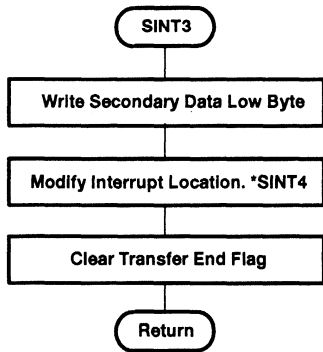 SINT3
Write Secondary Data Low Byte
Modify Interrupt Location. *SINT4
Clear Transfer End Flag
Return